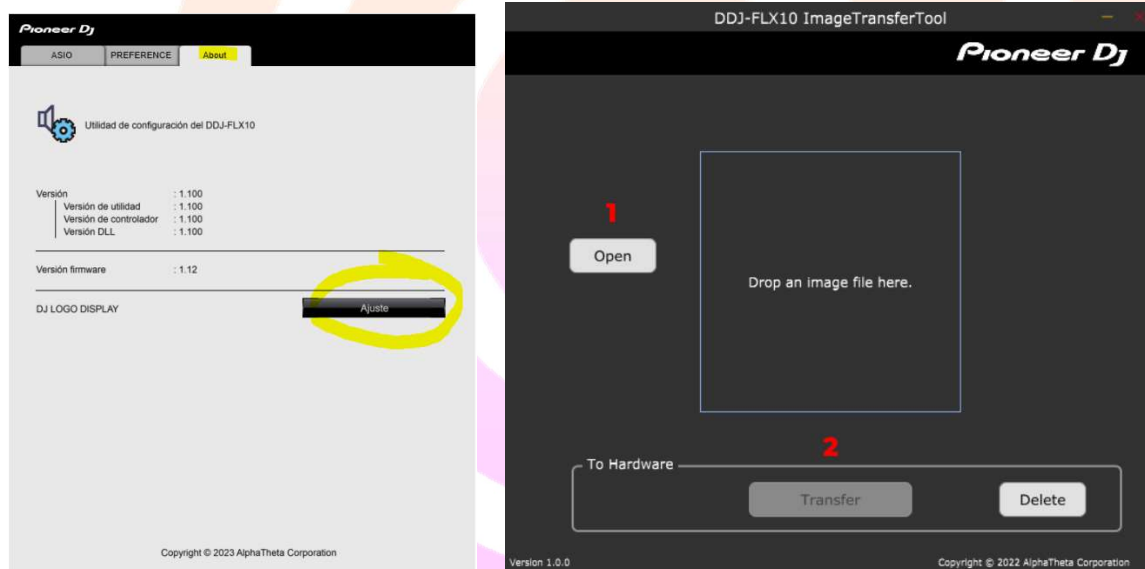 Pioneer Dj
ASIO PREFERENCE About
Utilidad de configuración del DDJ-FLX10
Versión : 1.100
Versión de utilidad : 1.100
Versión de controlador : 1.100
Versión DLL : 1.100
Versión firmware : 1.12
DJ LOGO DISPLAY Ajuste
Copyright © 2023 AlphaTheta Corporation
DDJ-FLX10 ImageTransferTool
Pioneer Dj
1
Open
Drop an image file here.
2
To Hardware
Transfer Delete
Version 1.0.0 Copyright © 2022 AlphaTheta Corporation